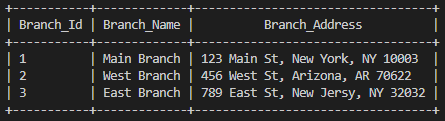 +-----------+-------------+----------------------------------+
| Branch_Id | Branch_Name |          Branch_Address          |
+-----------+-------------+----------------------------------+
| 1         | Main Branch | 123 Main St, New York, NY 10003  |
| 2         | West Branch | 456 West St, Arizona, AR 70622   |
| 3         | East Branch | 789 East St, New Jersy, NY 32032 |
+-----------+-------------+----------------------------------+